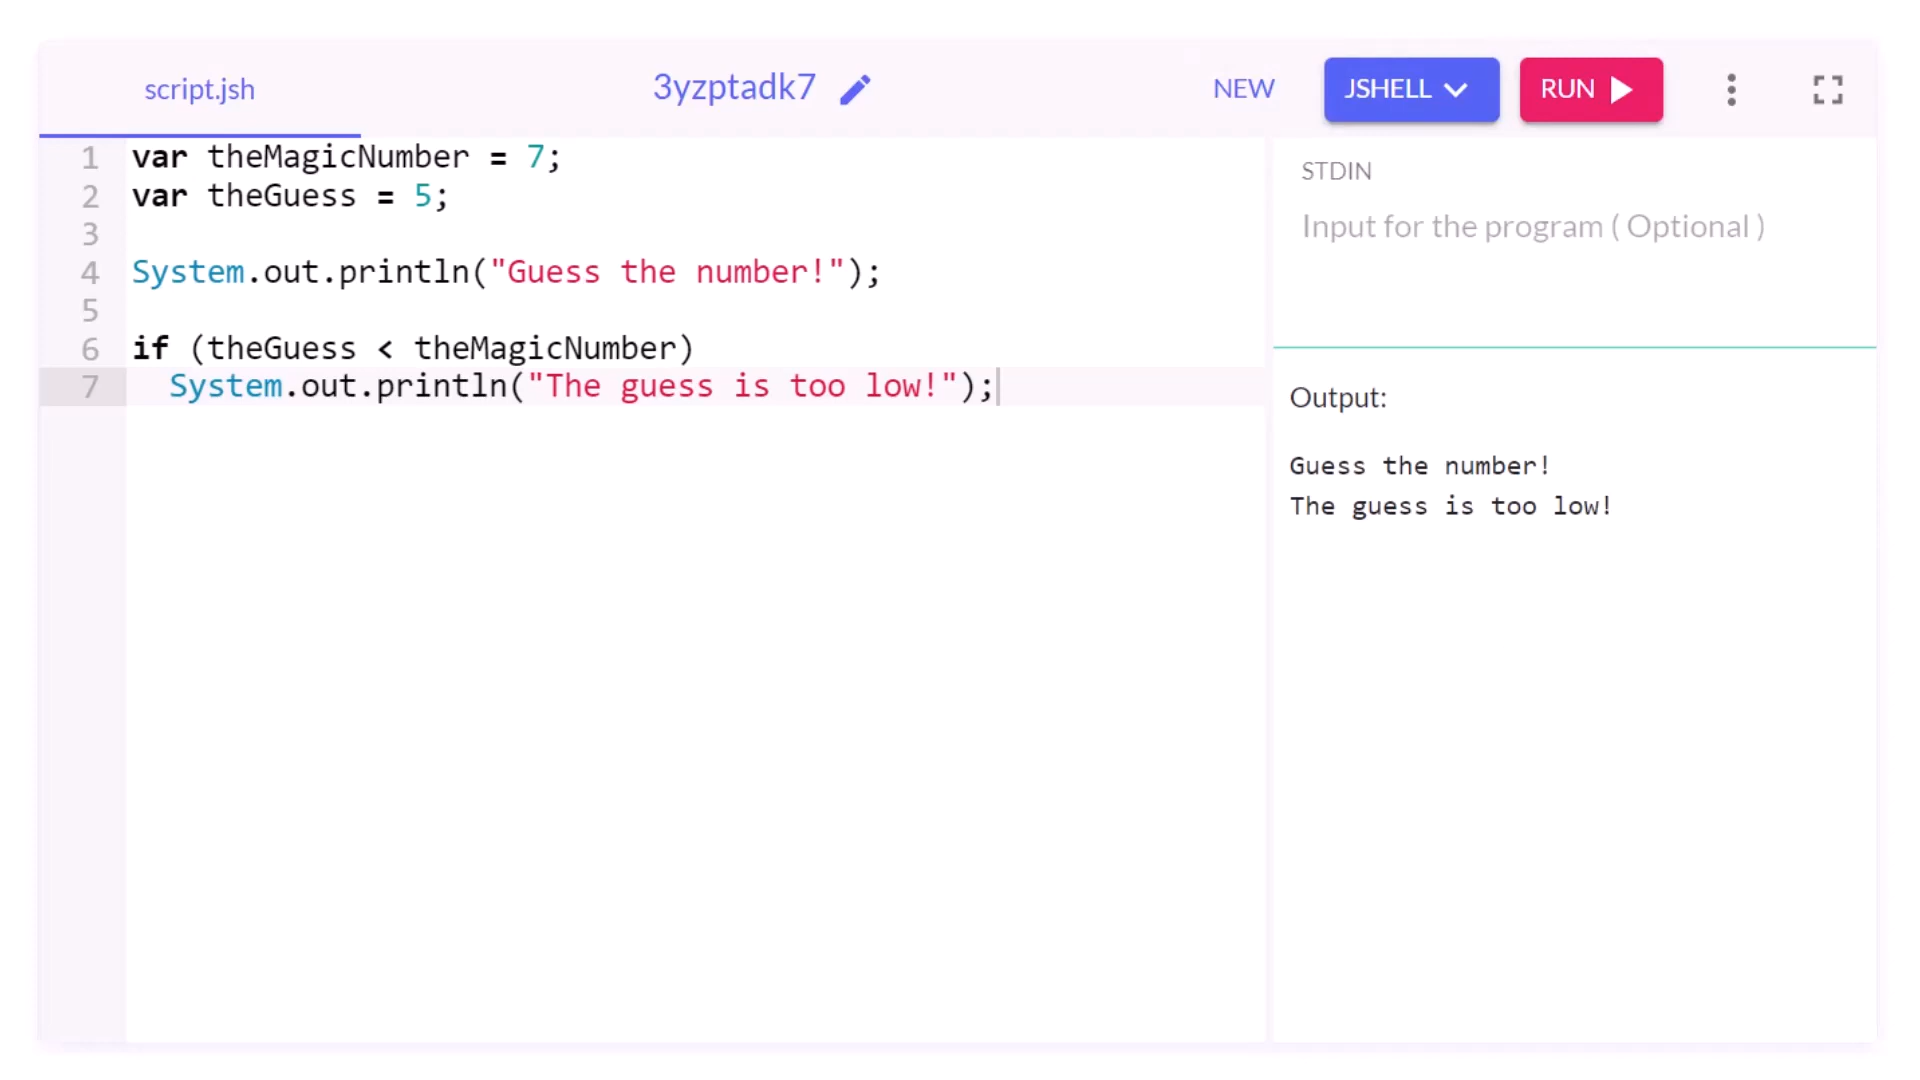 script.jsh
3yzptadk7
NEW
JSHELL
RUN
1 var theMagicNumber = 7;
2 var theGuess = 5;
3
4 System.out.println("Guess the number!");
5
6 if (theGuess < theMagicNumber)
7   System.out.println("The guess is too low!");
STDIN
Input for the program ( Optional )
Output:
Guess the number!
The guess is too low!